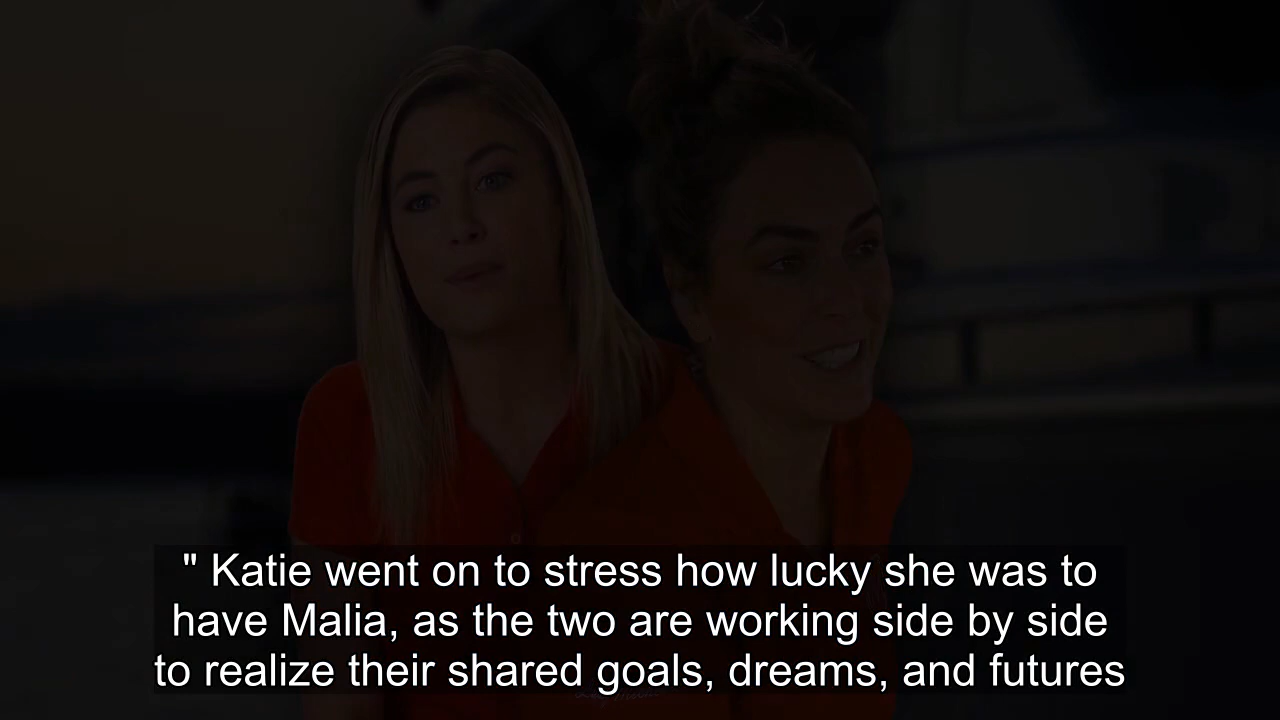 " Katie went on to stress how lucky she was to
have Malia, as the two are working side by side
to realize their shared goals, dreams, and futures